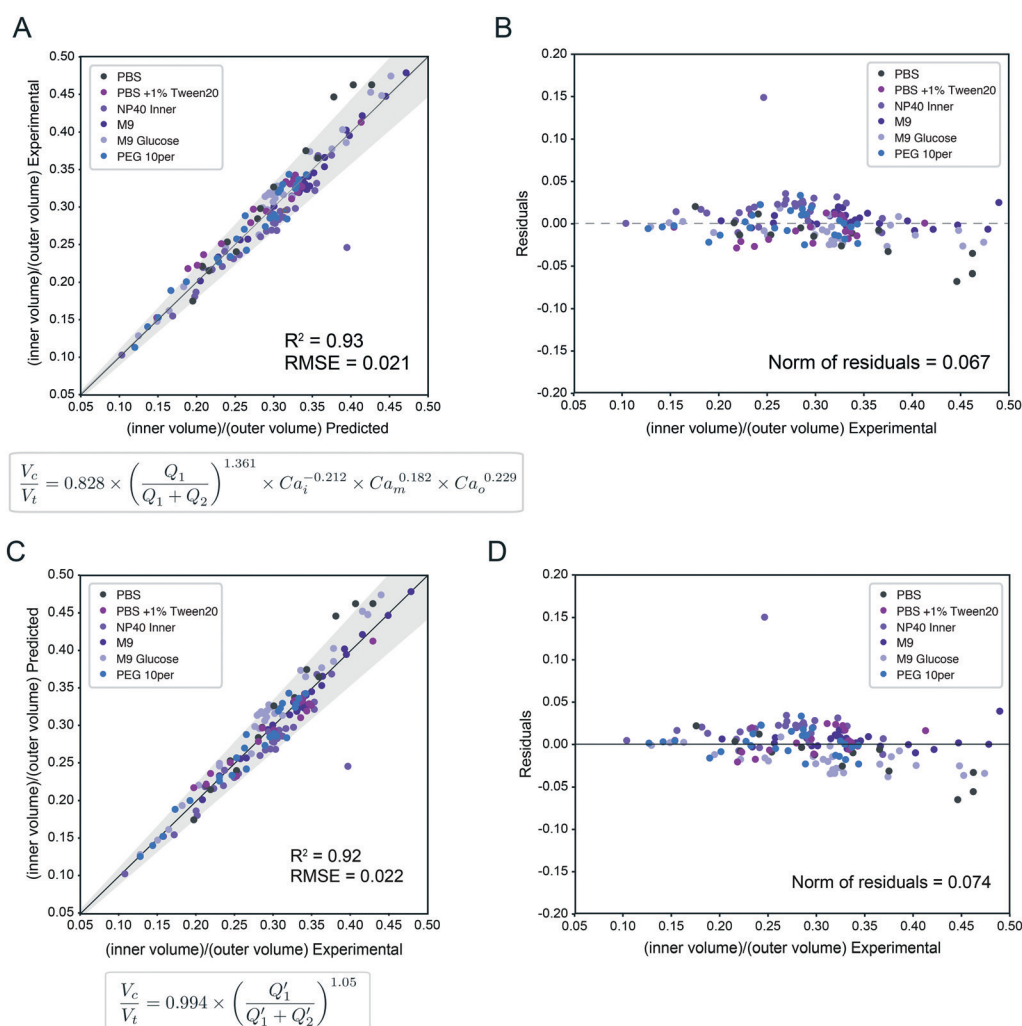 A
0.50
0.45
0.40
0.35
0.30
0.25
0.20
0.15
0.10
0.05
(inner volume)/(outer volume) Experimental
PBS
PBS +1% Tween20
NP40 Inner
M9
M9 Glucose
PEG 10per
R² = 0.93
RMSE = 0.021
0.05 0.10 0.15 0.20 0.25 0.30 0.35 0.40 0.45 0.50
(inner volume)/(outer volume) Predicted
B
0.20
0.15
0.10
0.05
0.00
-0.05
-0.10
-0.15
-0.20
Residuals
PBS
PBS +1% Tween20
NP40 Inner
M9
M9 Glucose
PEG 10per
Norm of residuals = 0.067
0.05 0.10 0.15 0.20 0.25 0.30 0.35 0.40 0.45 0.50
(inner volume)/(outer volume) Experimental
V_c/V_t = 0.828 × (Q_1/(Q_1 + Q_2))^1.361 × Ca_i^−0.212 × Ca_m^0.182 × Ca_o^0.229
C
0.50
0.45
0.40
0.35
0.30
0.25
0.20
0.15
0.10
0.05
(inner volume)/(outer volume) Predicted
PBS
PBS +1% Tween20
NP40 Inner
M9
M9 Glucose
PEG 10per
R² = 0.92
RMSE = 0.022
0.05 0.10 0.15 0.20 0.25 0.30 0.35 0.40 0.45 0.50
(inner volume)/(outer volume) Experimental
D
0.20
0.15
0.10
0.05
0.00
-0.05
-0.10
-0.15
-0.20
Residuals
PBS
PBS +1% Tween20
NP40 Inner
M9
M9 Glucose
PEG 10per
Norm of residuals = 0.074
0.05 0.10 0.15 0.20 0.25 0.30 0.35 0.40 0.45 0.50
(inner volume)/(outer volume) Experimental
V_c/V_t = 0.994 × (Q′_1/(Q′_1 + Q′_2))^1.05